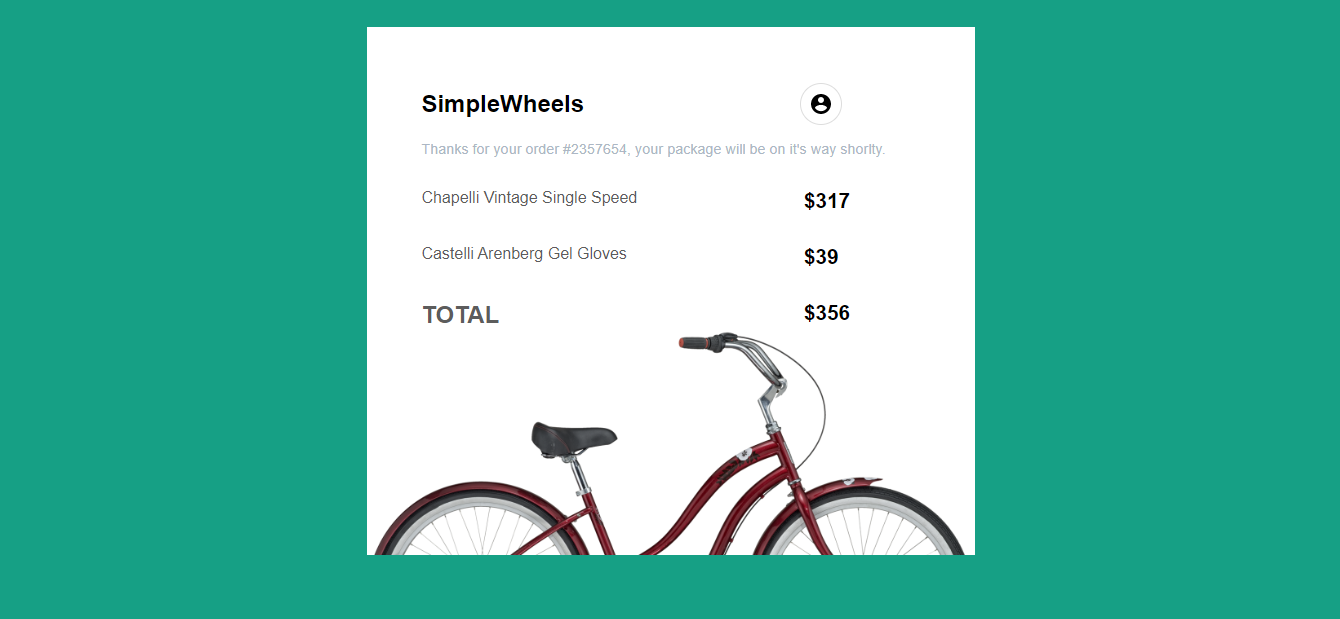 SimpleWheels
Thanks for your order #2357654, your package will be on it's way shorlty.
Chapelli Vintage Single Speed $317
Castelli Arenberg Gel Gloves $39
TOTAL $356